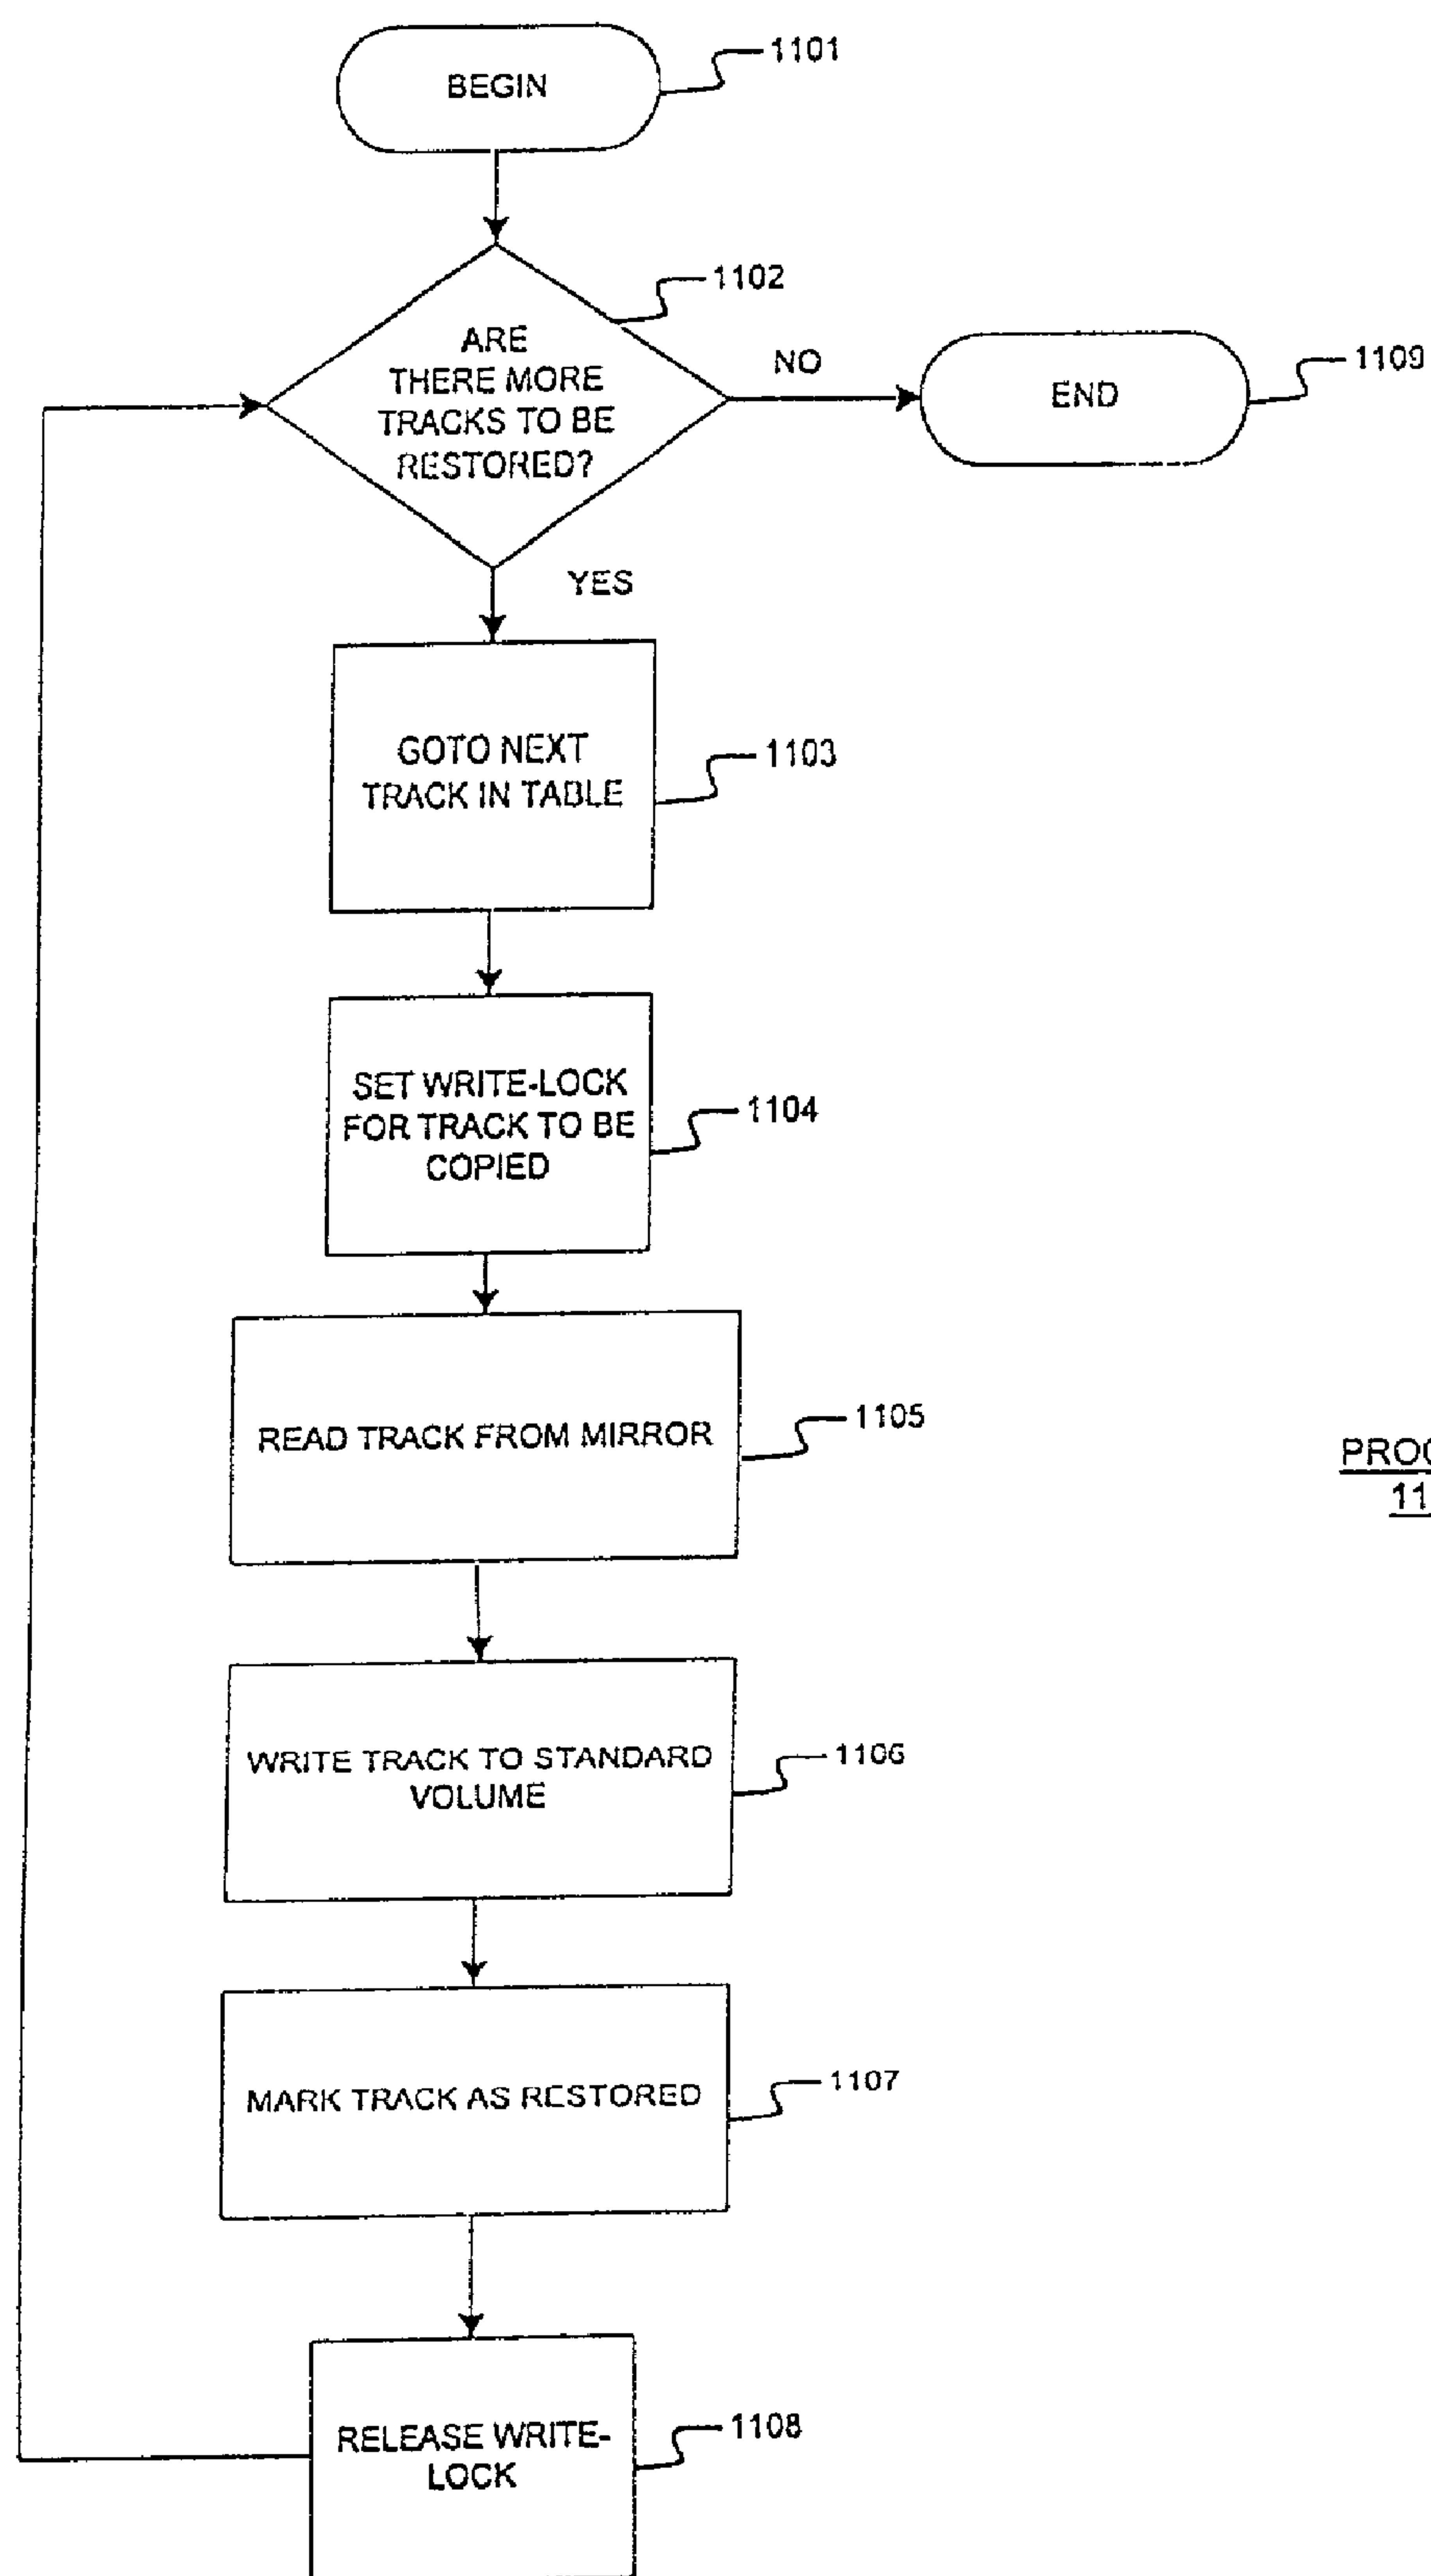 BEGIN
1101
ARE
THERE MORE
TRACKS TO BE
RESTORED?
1102
NO
END
1109
YES
GOTO NEXT
TRACK IN TABLE
1103
SET WRITE-LOCK
FOR TRACK TO BE
COPIED
1104
READ TRACK FROM MIRROR
1105
WRITE TRACK TO STANDARD
VOLUME
1106
MARK TRACK AS RESTORED
1107
RELEASE WRITE-
LOCK
1108